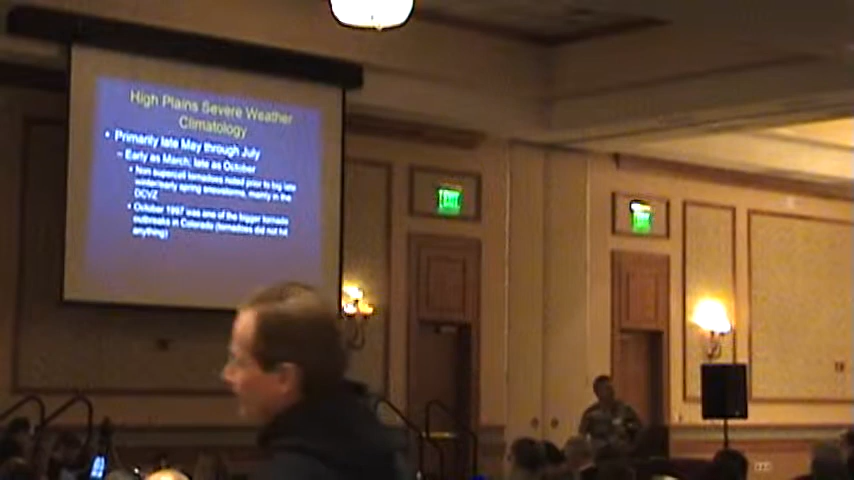 High Plains Severe Weather
Climatology
• Primarily late May through July
– Early as March, late as October
• Non supercell tornadoes noted prior to big late
winter/early spring snowstorms, mainly in the
DCVZ
• October 1997 was one of the bigger tornado
outbreaks in Colorado (tornadoes did not hit
anything)
EXIT
EXIT